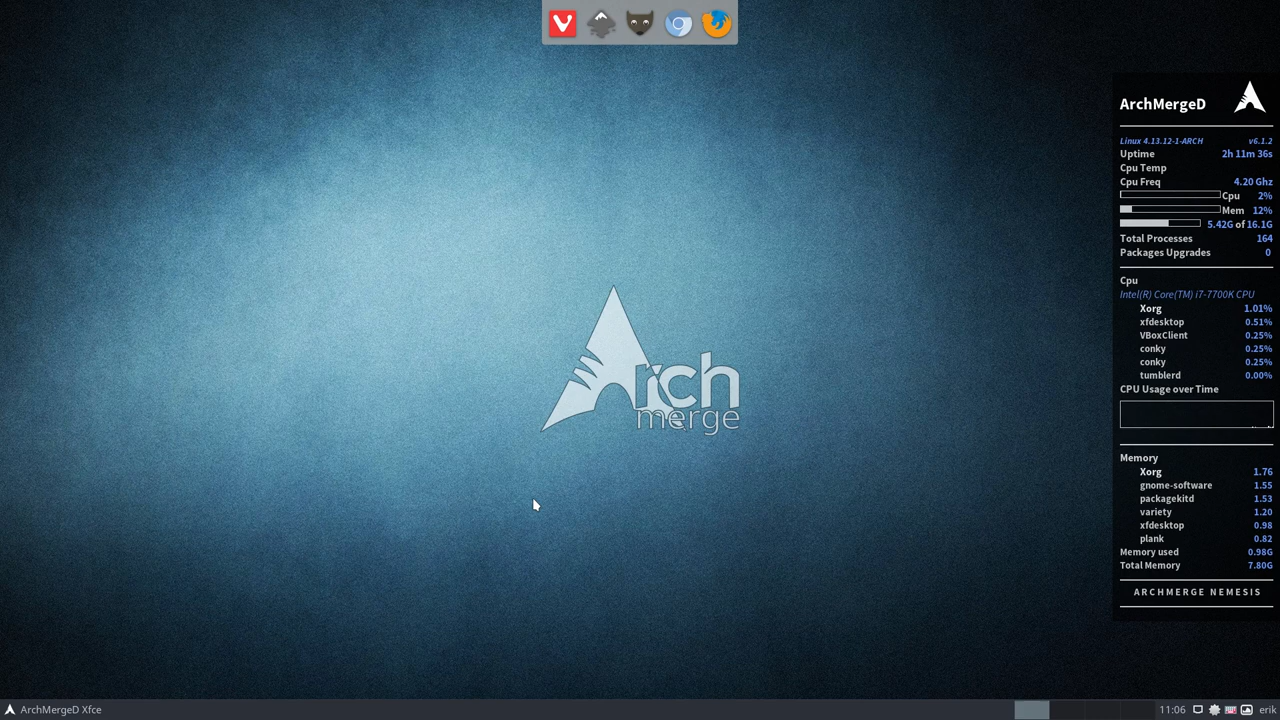 ArchMergeD
Linux 4.13.12-1-ARCH v6.1.2
Uptime 2h 11m 36s
Cpu Temp
Cpu Freq 4.20 Ghz
Cpu 2%
Mem 12%
5.42G of 16.1G
Total Processes 164
Packages Upgrades 0
Cpu
Intel(R) Core(TM) i7-7700K CPU
Xorg 1.01%
xfdesktop 0.51%
VBoxClient 0.25%
conky 0.25%
conky 0.25%
tumblerd 0.00%
CPU Usage over Time
Memory
Xorg 1.76
gnome-software 1.55
packagekitd 1.53
variety 1.20
xfdesktop 0.98
plank 0.82
Memory used 0.98G
Total Memory 7.80G
ARCHMERGE NEMESIS
Arch
merge
ArchMergeD Xfce
11:06 erik